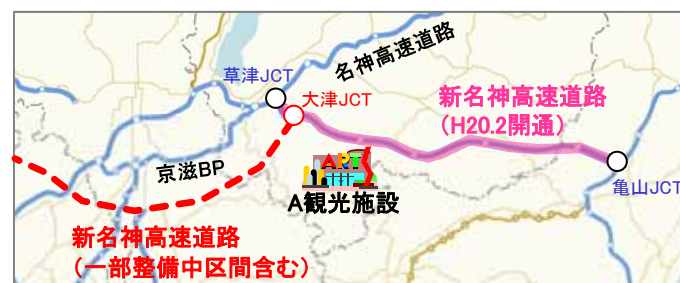 名神高速道路
草津JCT
大津JCT
新名神高速道路
（H20.2開通）
京滋BP
APT
亀山JCT
A観光施設
新名神高速道路
（一部整備中区間含む）